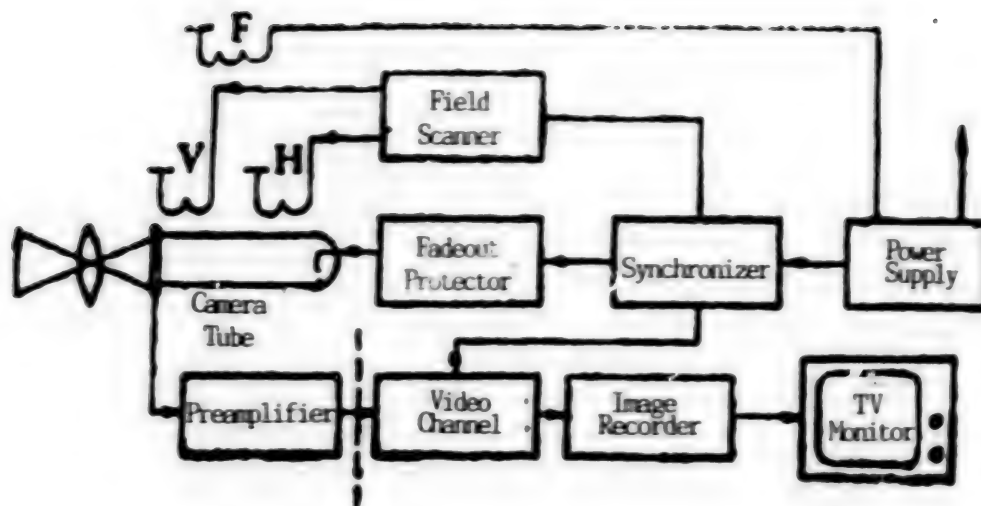 F
Field
Scanner
V
H
Fadeout
Protector
Synchronizer
Power
Supply
Camera
Tube
Preamplifier
Video
Channel
Image
Recorder
TV
Monitor